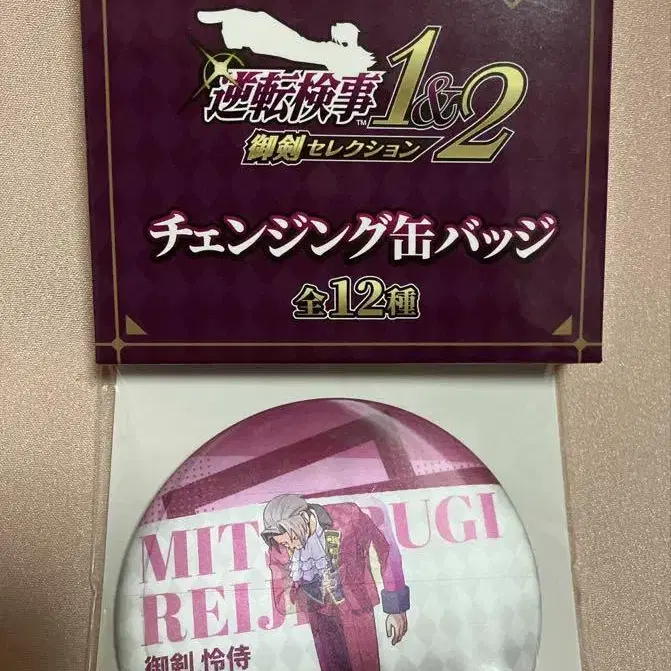 逆転検事 1&2
TM
御剣セレクション
チェンジング缶バッジ
全12種
MIT RUGI
REIJ
御剣 怜侍